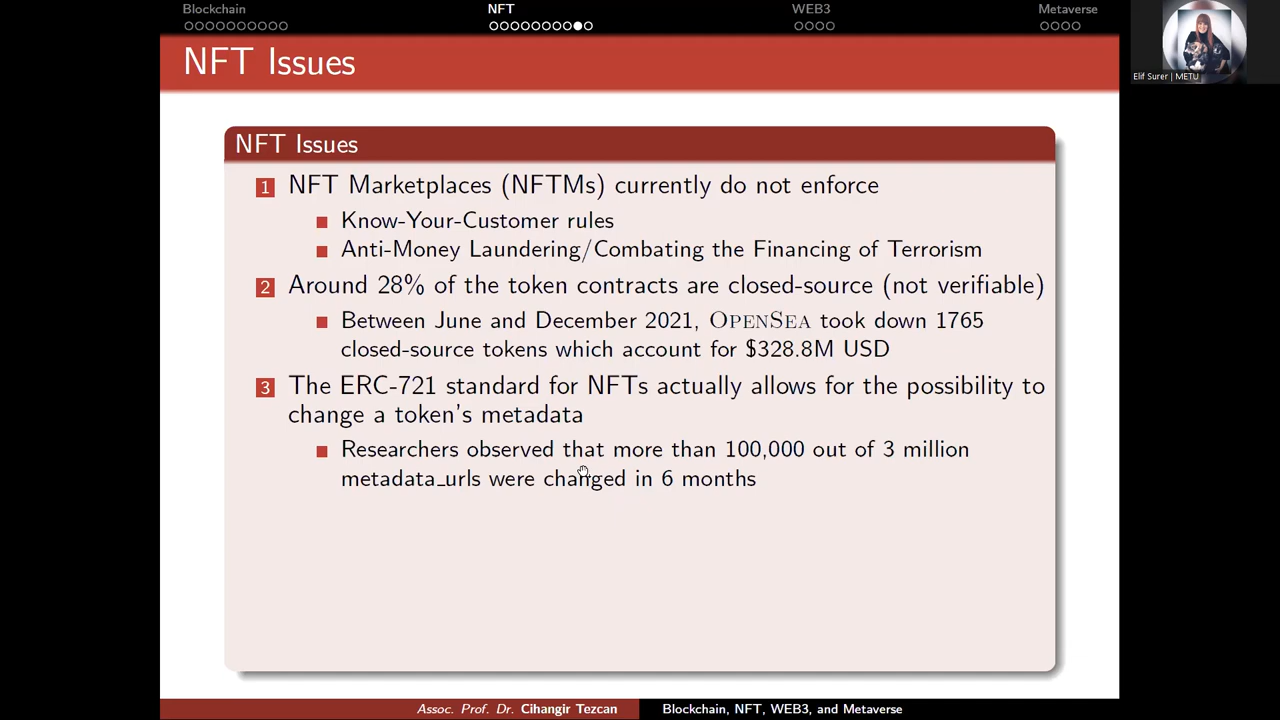 Blockchain NFT WEB3 Metaverse
NFT Issues
Elif Surer | METU
NFT Issues
1 NFT Marketplaces (NFTMs) currently do not enforce
Know-Your-Customer rules
Anti-Money Laundering/Combating the Financing of Terrorism
2 Around 28% of the token contracts are closed-source (not verifiable)
Between June and December 2021, OPENSEA took down 1765
closed-source tokens which account for $328.8M USD
3 The ERC-721 standard for NFTs actually allows for the possibility to
change a token's metadata
Researchers observed that more than 100,000 out of 3 million
metadata_urls were changed in 6 months
Assoc. Prof. Dr. Cihangir Tezcan Blockchain, NFT, WEB3, and Metaverse